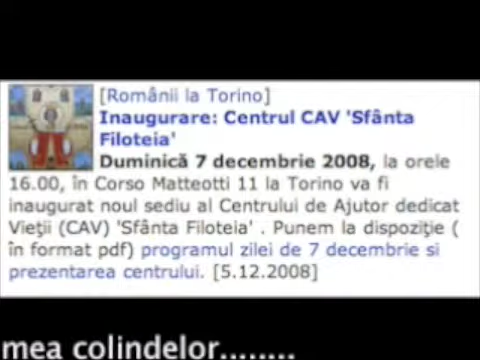 [Românii la Torino]
Inaugurare: Centrul CAV 'Sfânta
Filoteia'
Duminică 7 decembrie 2008, la orele
16.00, în Corso Matteotti 11 la Torino va fi
inaugurat noul sediu al Centrului de Ajutor dedicat
Vieţii (CAV) 'Sfânta Filoteia' . Punem la dispoziţie (
în format pdf) programul zilei de 7 decembrie si
prezentarea centrului. [5.12.2008]
mea colindelor........